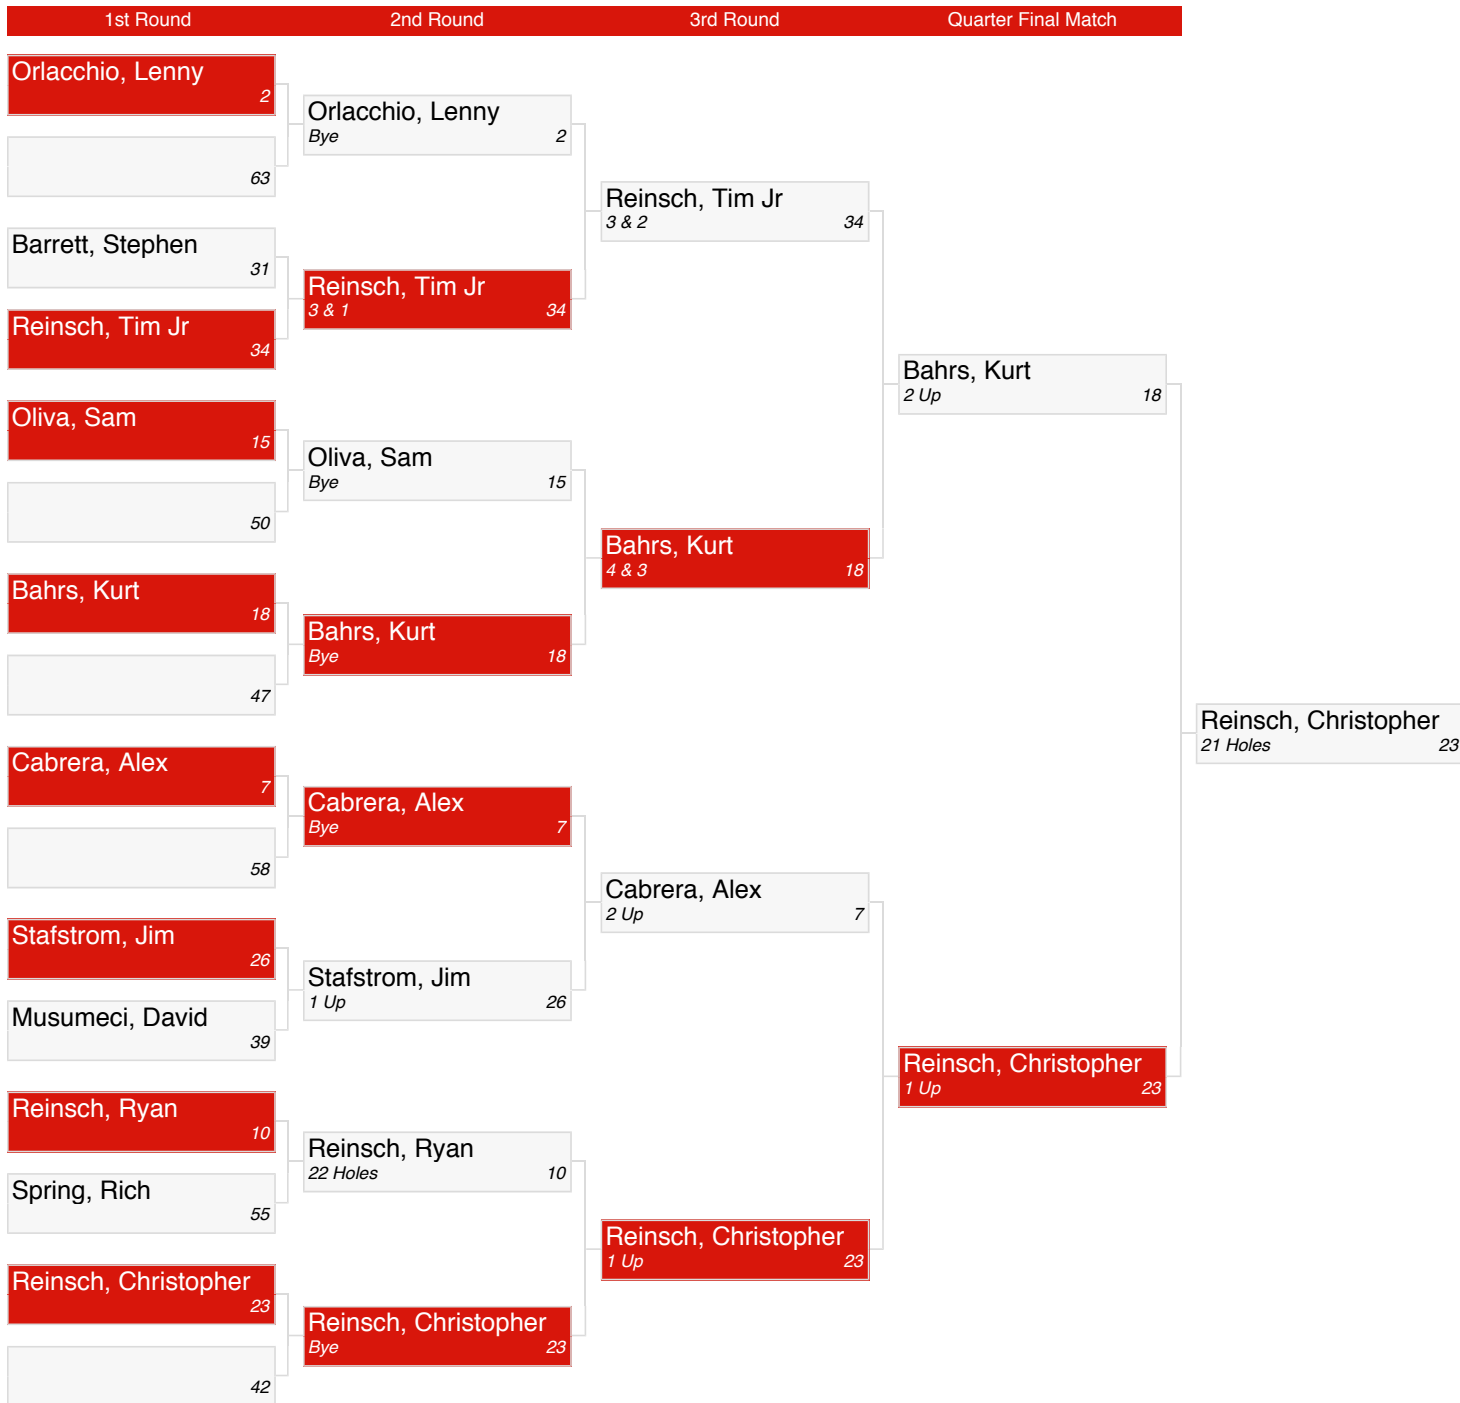 1st Round
2nd Round
3rd Round
Quarter Final Match
Orlacchio, Lenny
2
63
Barrett, Stephen
31
Reinsch, Tim Jr
34
Oliva, Sam
15
50
Bahrs, Kurt
18
47
Cabrera, Alex
7
58
Stafstrom, Jim
26
Musumeci, David
39
Reinsch, Ryan
10
Spring, Rich
55
Reinsch, Christopher
23
42
Orlacchio, Lenny
Bye 2
Reinsch, Tim Jr
3 & 1 34
Oliva, Sam
Bye 15
Bahrs, Kurt
Bye 18
Cabrera, Alex
Bye 7
Stafstrom, Jim
1 Up 26
Reinsch, Ryan
22 Holes 10
Reinsch, Christopher
Bye 23
Reinsch, Tim Jr
3 & 2 34
Bahrs, Kurt
4 & 3 18
Cabrera, Alex
2 Up 7
Reinsch, Christopher
1 Up 23
Bahrs, Kurt
2 Up 18
Reinsch, Christopher
1 Up 23
Reinsch, Christopher
21 Holes 23